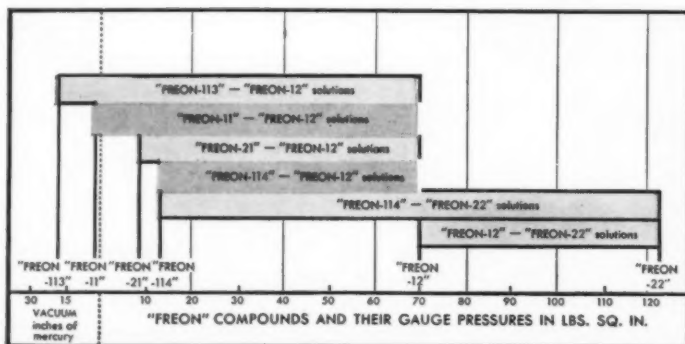 "FREON-113" — "FREON-12" solutions
"FREON-11" — "FREON-12" solutions
"FREON-21" — "FREON-12" solutions
"FREON-114" — "FREON-12" solutions
"FREON-114" — "FREON-22" solutions
"FREON-12" — "FREON-22" solutions
"FREON "FREON "FREON "FREON "FREON "FREON
-113" -11" -21" -114" -12" -22"
30 15 10 20 30 40 50 60 70 80 90 100 110 120
VACUUM
inches of
mercury
"FREON" COMPOUNDS AND THEIR GAUGE PRESSURES IN LBS. SQ. IN.